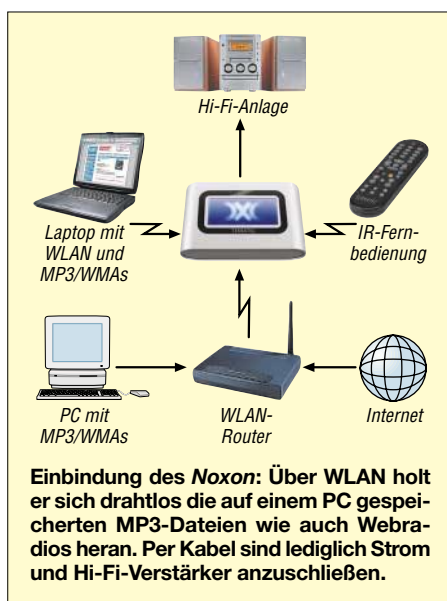 Hi-Fi-Anlage
Laptop mit
WLAN und
MP3/WMAs
IR-Fern-
bedienung
PC mit
MP3/WMAs
WLAN-
Router
Internet
Einbindung des Noxon: Über WLAN holt
er sich drahtlos die auf einem PC gespei-
cherten MP3-Dateien wie auch Webra-
dios heran. Per Kabel sind lediglich Strom
und Hi-Fi-Verstärker anzuschließen.